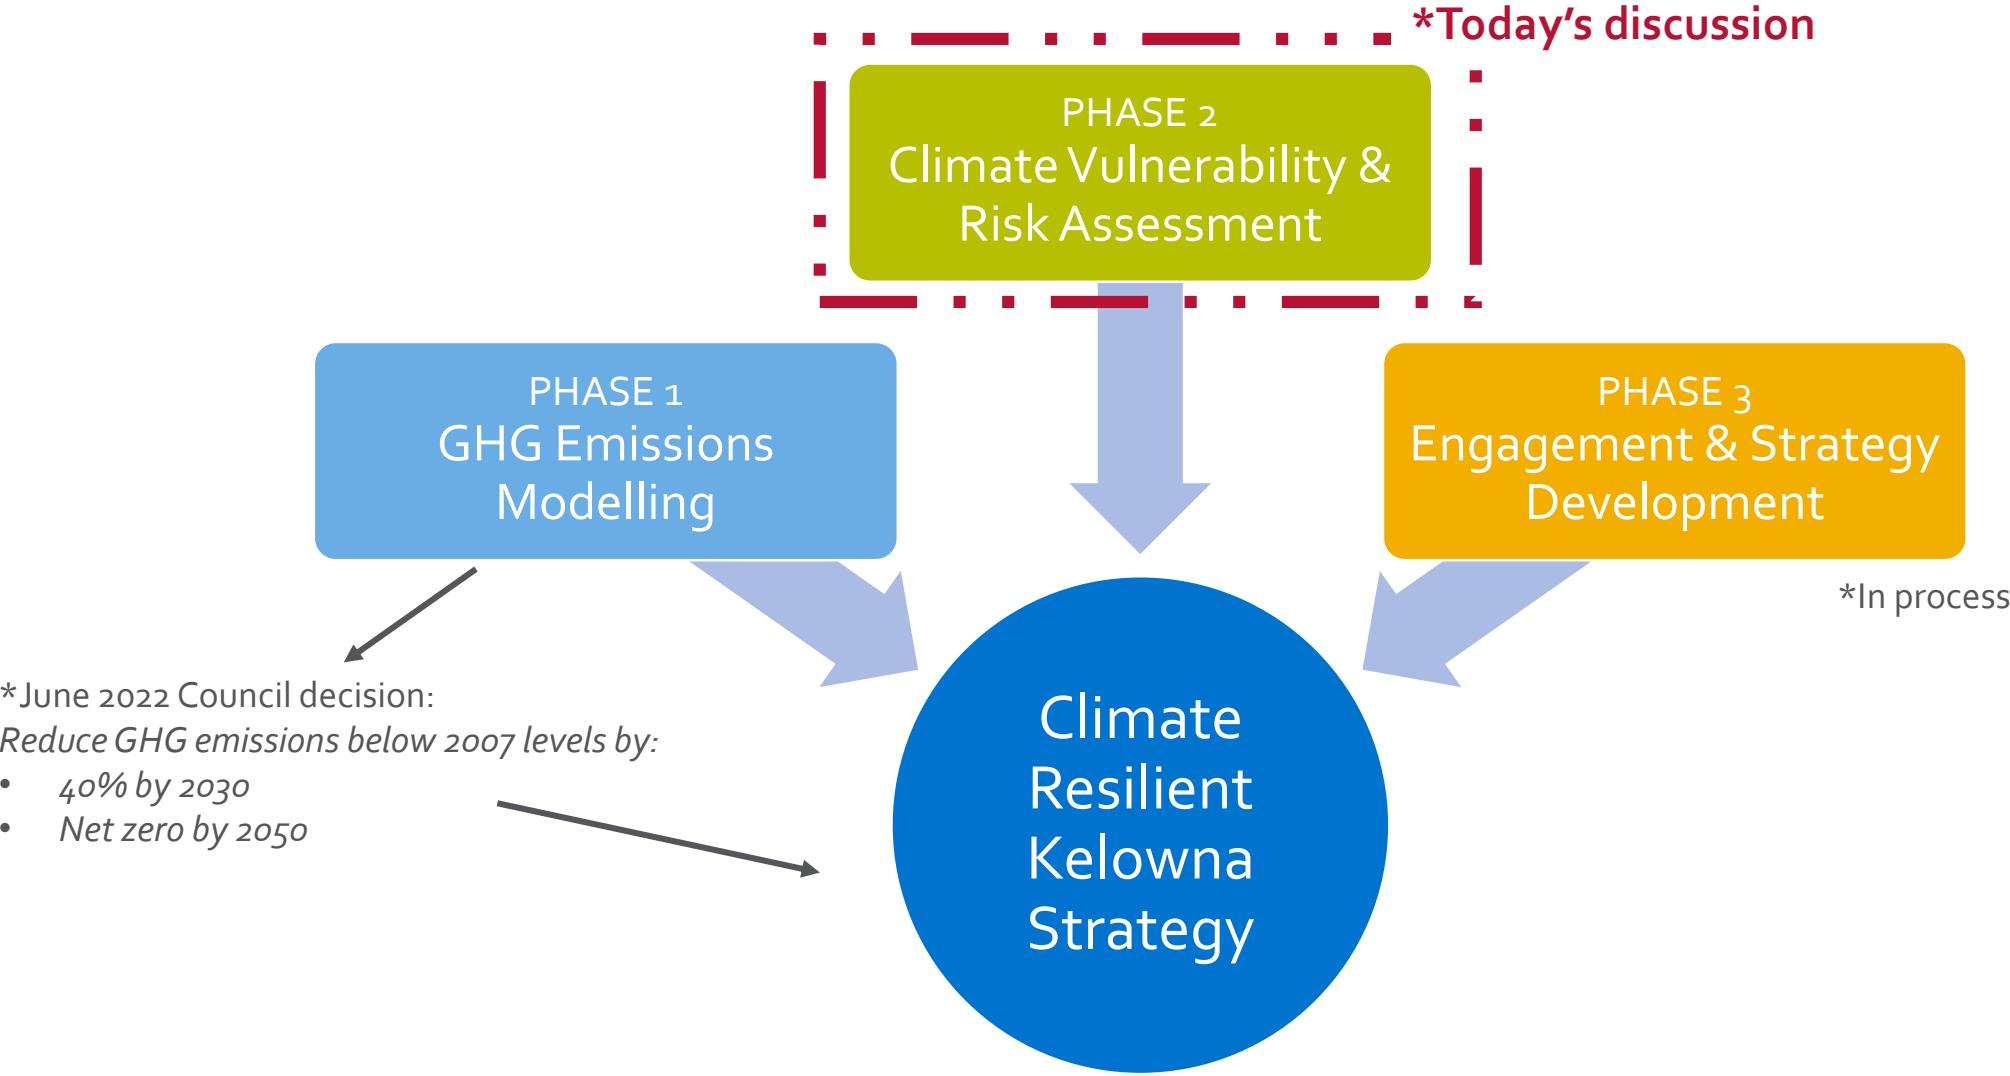 *Today's discussion
PHASE 2
Climate Vulnerability &
Risk Assessment
PHASE 1
GHG Emissions
Modelling
PHASE 3
Engagement & Strategy
Development
*In process
*June 2022 Council decision:
Reduce GHG emissions below 2007 levels by:
• 40% by 2030
• Net zero by 2050
Climate
Resilient
Kelowna
Strategy